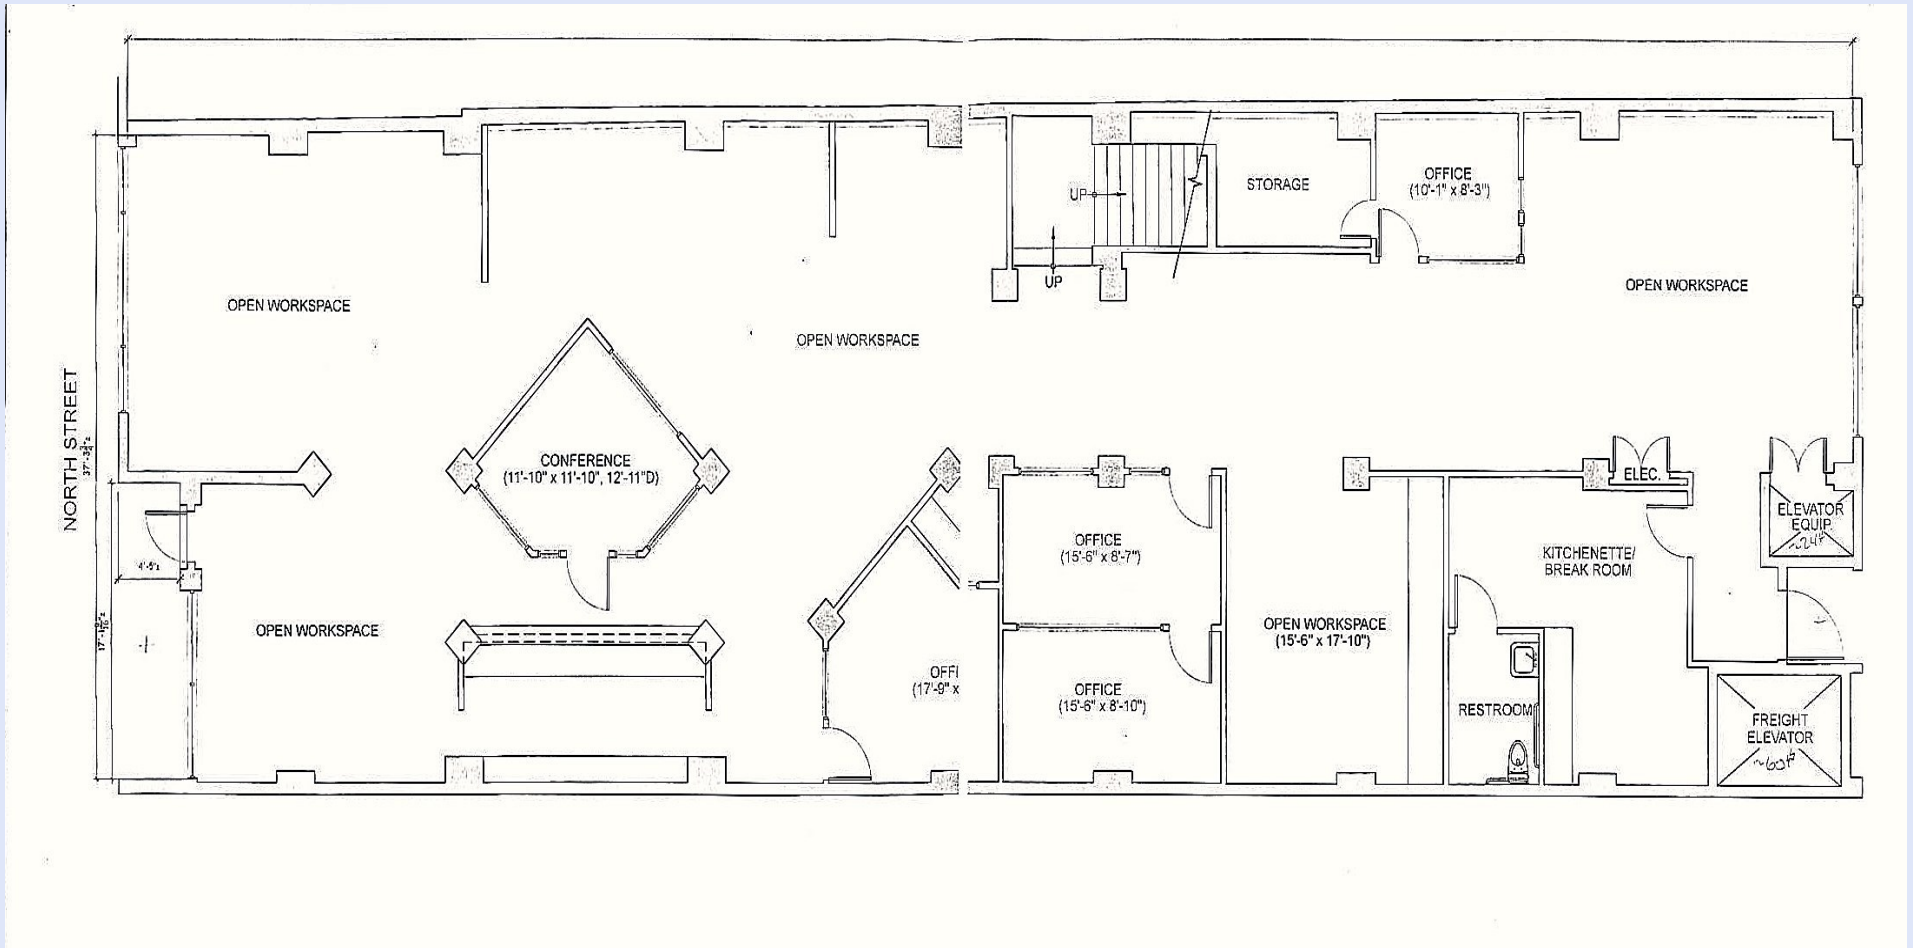 STORAGE
OFFICE
(10'-1" x 8'-3")
UP
UP
OPEN WORKSPACE
OPEN WORKSPACE
OPEN WORKSPACE
NORTH STREET
CONFERENCE
(11'-10" x 11'-10", 12'-11"D)
ELEC.
ELEVATOR
EQUIP.
OFFICE
(15'-6" x 8'-7")
KITCHENETTE/
BREAK ROOM
OPEN WORKSPACE
OPEN WORKSPACE
(15'-6" x 17'-10")
OFFI
(17'-9" x
OFFICE
(15'-6" x 8'-10")
RESTROOM
FREIGHT
ELEVATOR